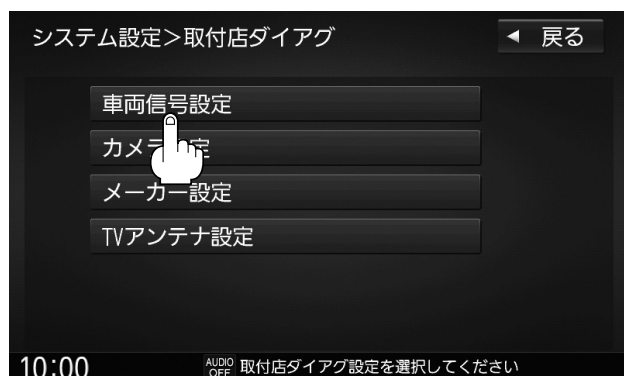 システム設定＞取付店ダイアグ
◀ 戻る
車両信号設定
カメラ設定
メーカー設定
TVアンテナ設定
10:00
AUDIO
OFF
取付店ダイアグ設定を選択してください